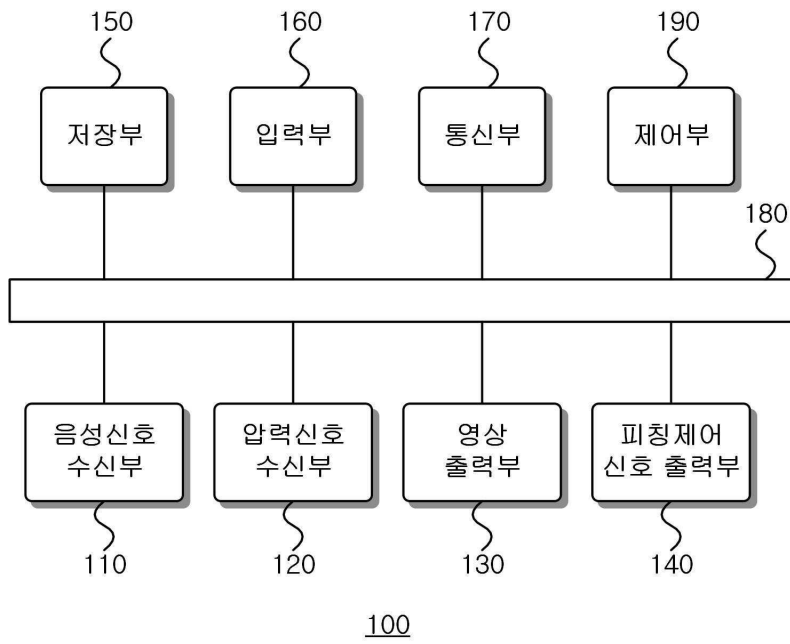 150 160 170 190
저장부 입력부 통신부 제어부
180
음성신호 수신부
압력신호 수신부
영상 출력부
피칭제어 신호 출력부
110 120 130 140
100